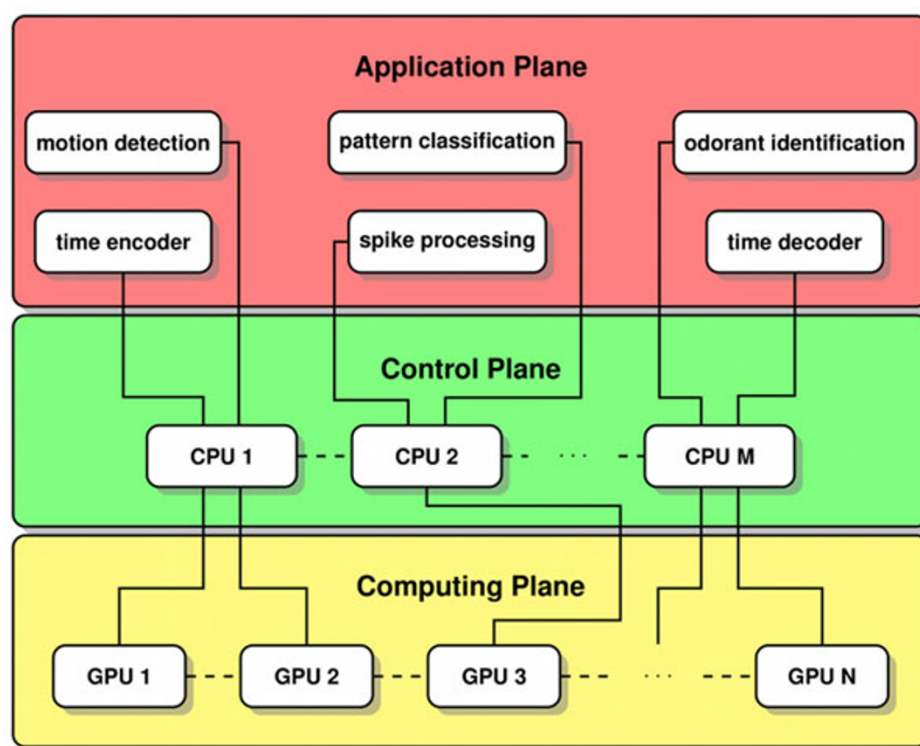 Application Plane
motion detection
pattern classification
odorant identification
time encoder
spike processing
time decoder
Control Plane
CPU 1
CPU 2
...
CPU M
Computing Plane
GPU 1
GPU 2
GPU 3
...
GPU N